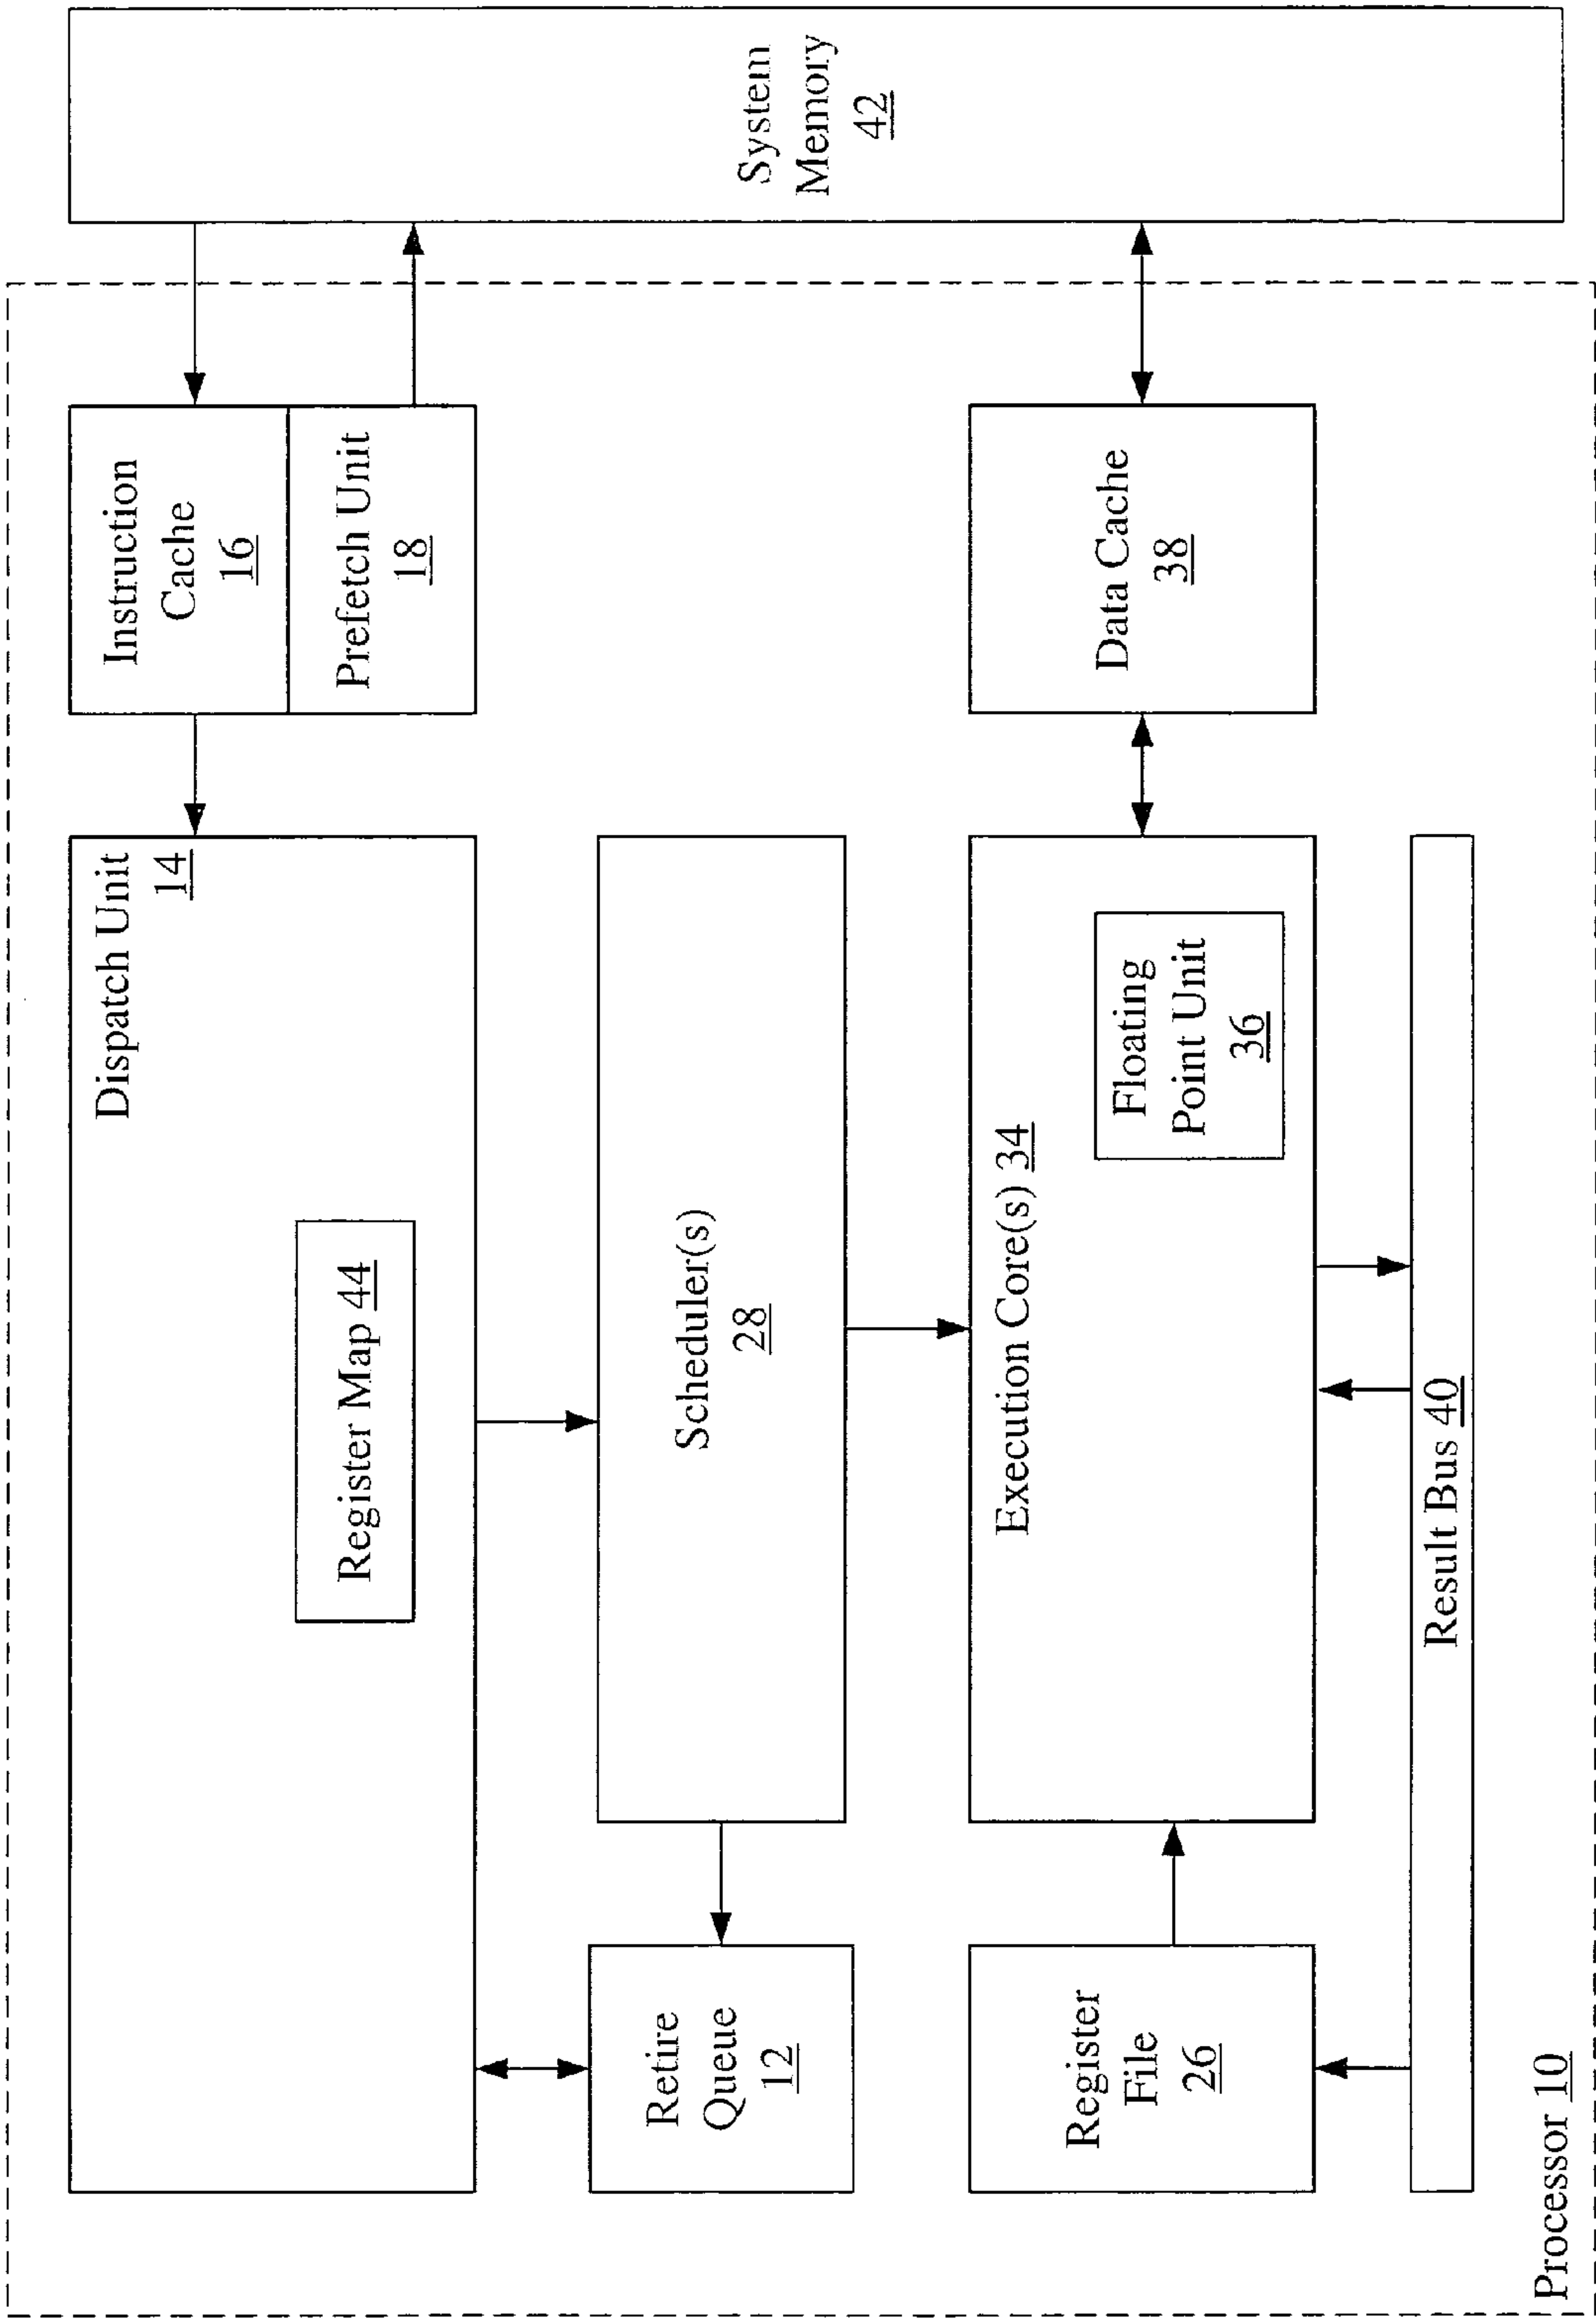 System
Memory
42
Instruction
Cache
16
Prefetch Unit
18
Data Cache
38
Dispatch Unit
14
Register Map 44
Scheduler(s)
28
Execution Core(s) 34
Floating
Point Unit
36
Result Bus 40
Retire
Queue
12
Register
File
26
Processor 10